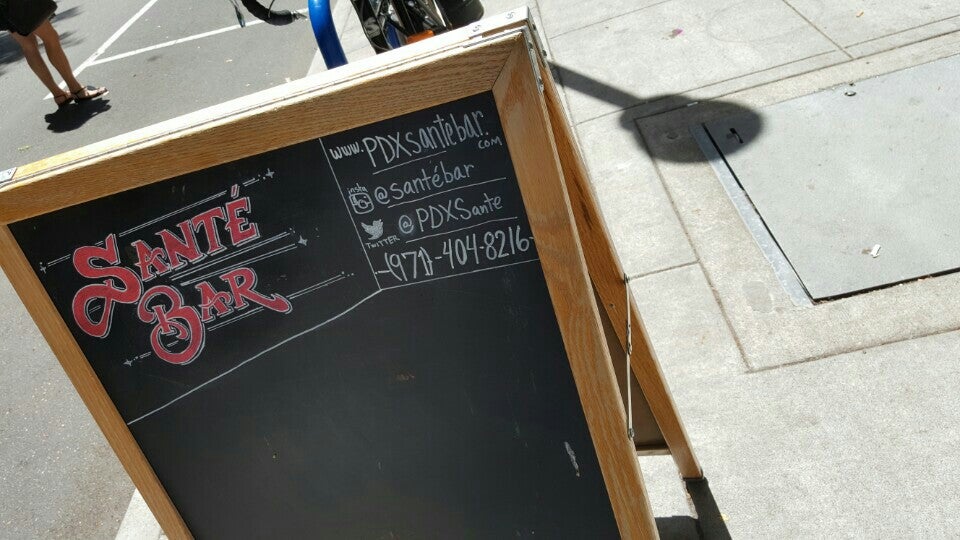 SANTÉ
BAR
www.PDXsantébar.
com
insta @santébar
TWITTER @PDXSante
-(971)-404-8216-